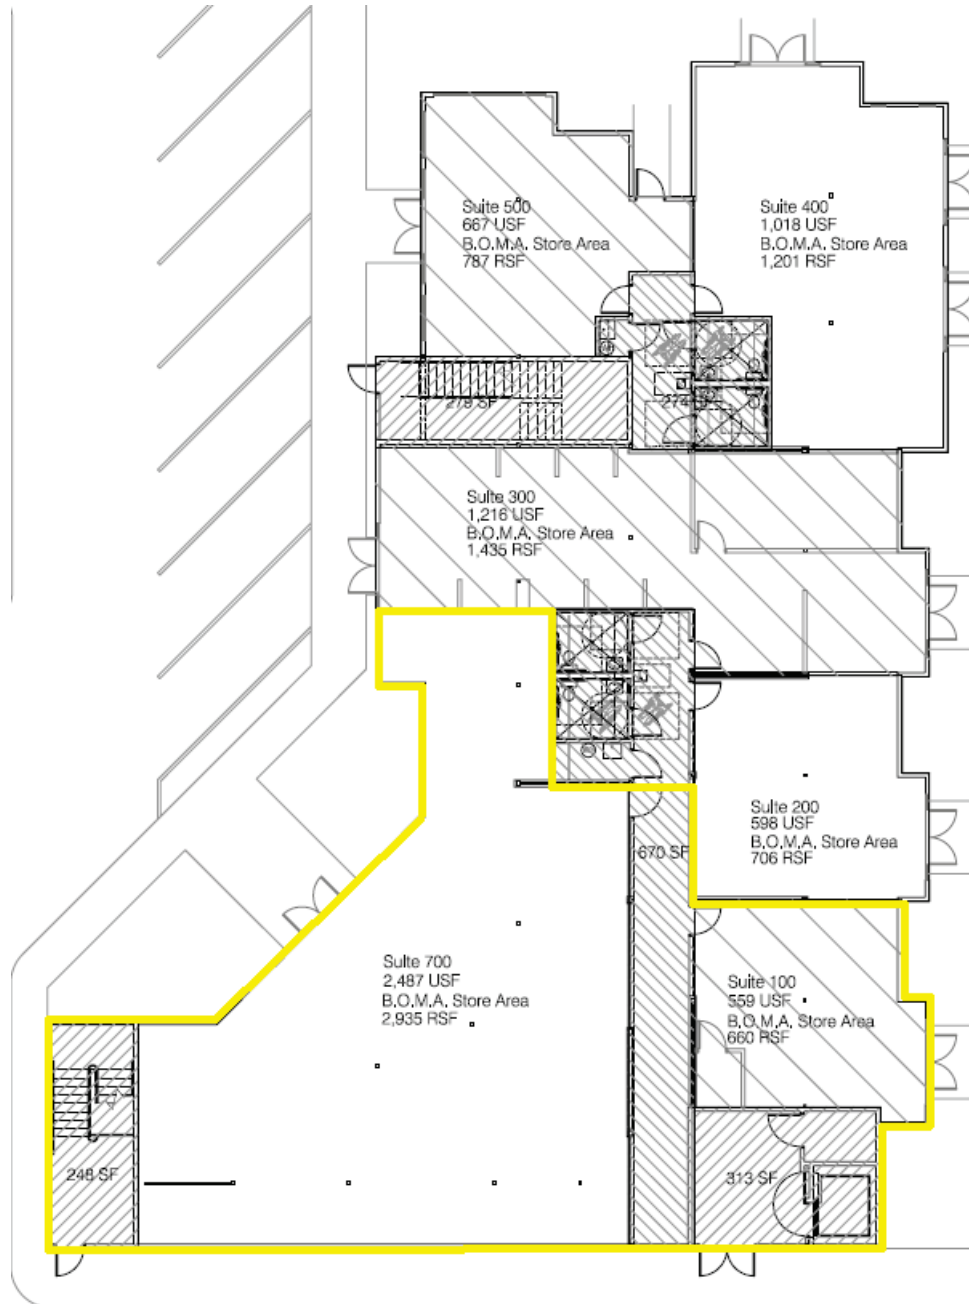 Suite 500
667 USF
B.O.M.A. Store Area
787 RSF
Suite 400
1,018 USF
B.O.M.A. Store Area
1,201 RSF
279 SF
274
Suite 300
1,216 USF
B.O.M.A. Store Area
1,435 RSF
Suite 200
598 USF
B.O.M.A. Store Area
706 RSF
670 SF
Suite 700
2,487 USF
B.O.M.A. Store Area
2,935 RSF
Suite 100
559 USF
B.O.M.A. Store Area
660 RSF
248 SF
313 SF